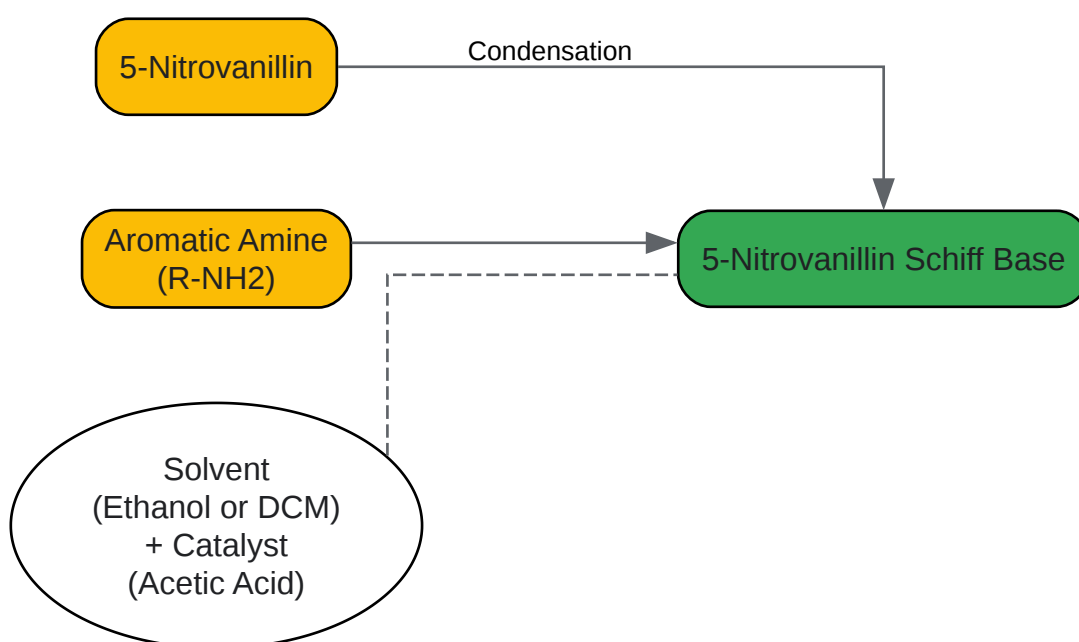 Condensation
5-Nitrovanillin
Aromatic Amine
(R-NH2)
5-Nitrovanillin Schiff Base
Solvent
(Ethanol or DCM)
+ Catalyst
(Acetic Acid)